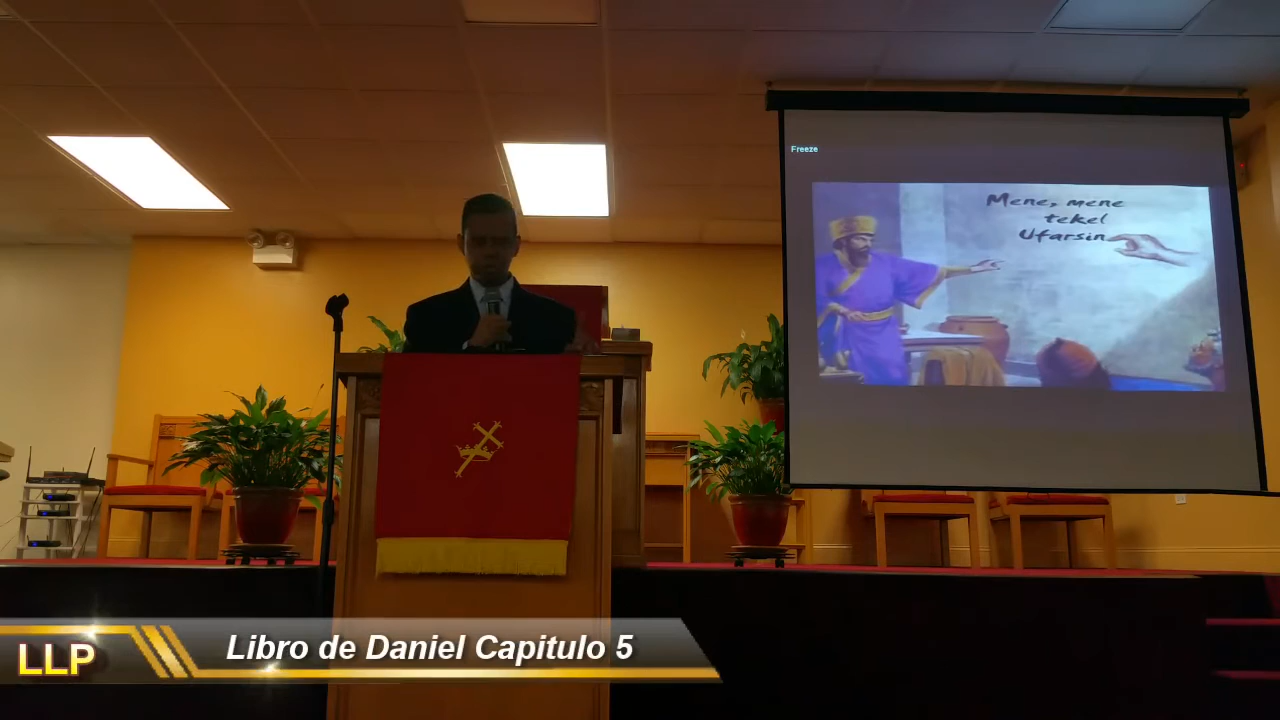 Freeze
Mene, mene
tekel
Ufarsin
Libro de Daniel Capitulo 5
LLP